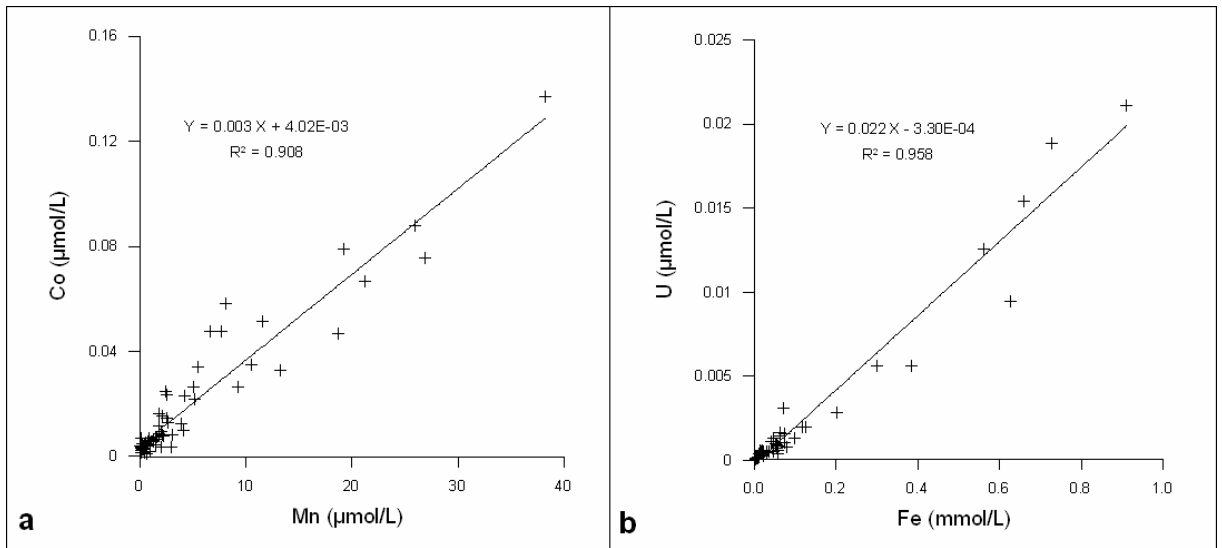 0.16
0.12
0.08
0.04
0
Co (µmol/L)
Y = 0.003 X + 4.02E-03
R² = 0.908
0
10
20
30
40
Mn (µmol/L)
a
0.025
0.02
0.015
0.01
0.005
0
U (µmol/L)
Y = 0.022 X - 3.30E-04
R² = 0.958
0.0
0.2
0.4
0.6
0.8
1.0
Fe (mmol/L)
b